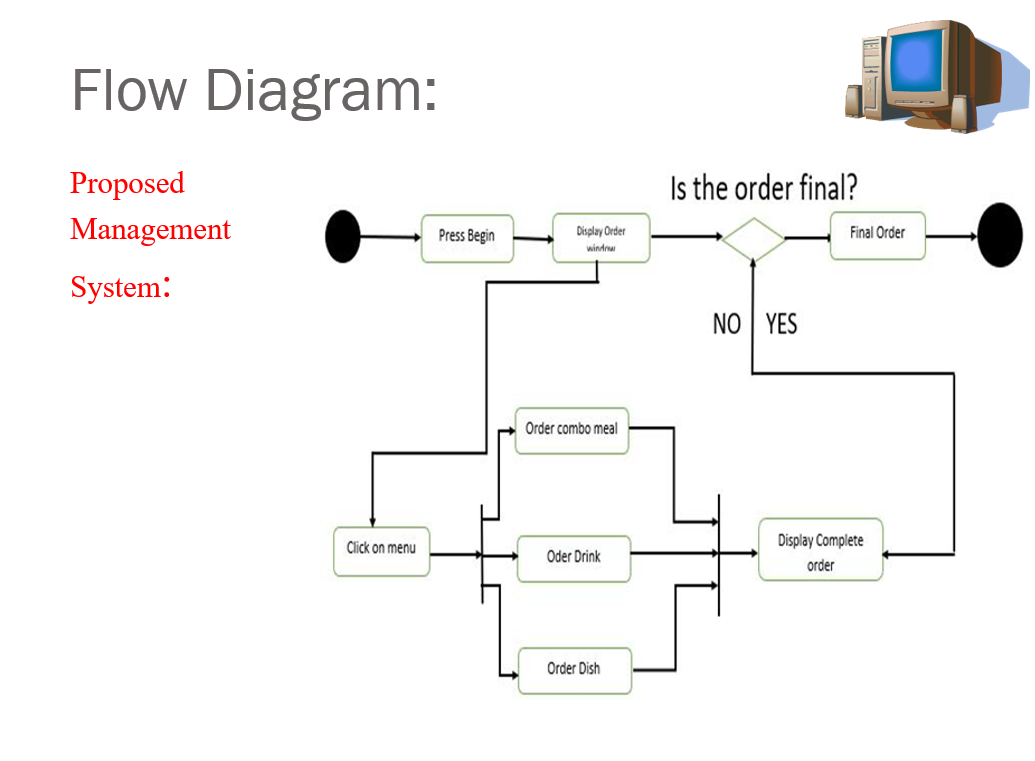 Flow Diagram:
Proposed
Management
System:
Is the order final?
Press Begin
Display Order
window
Final Order
NO YES
Order combo meal
Click on menu
Oder Drink
Display Complete
order
Order Dish